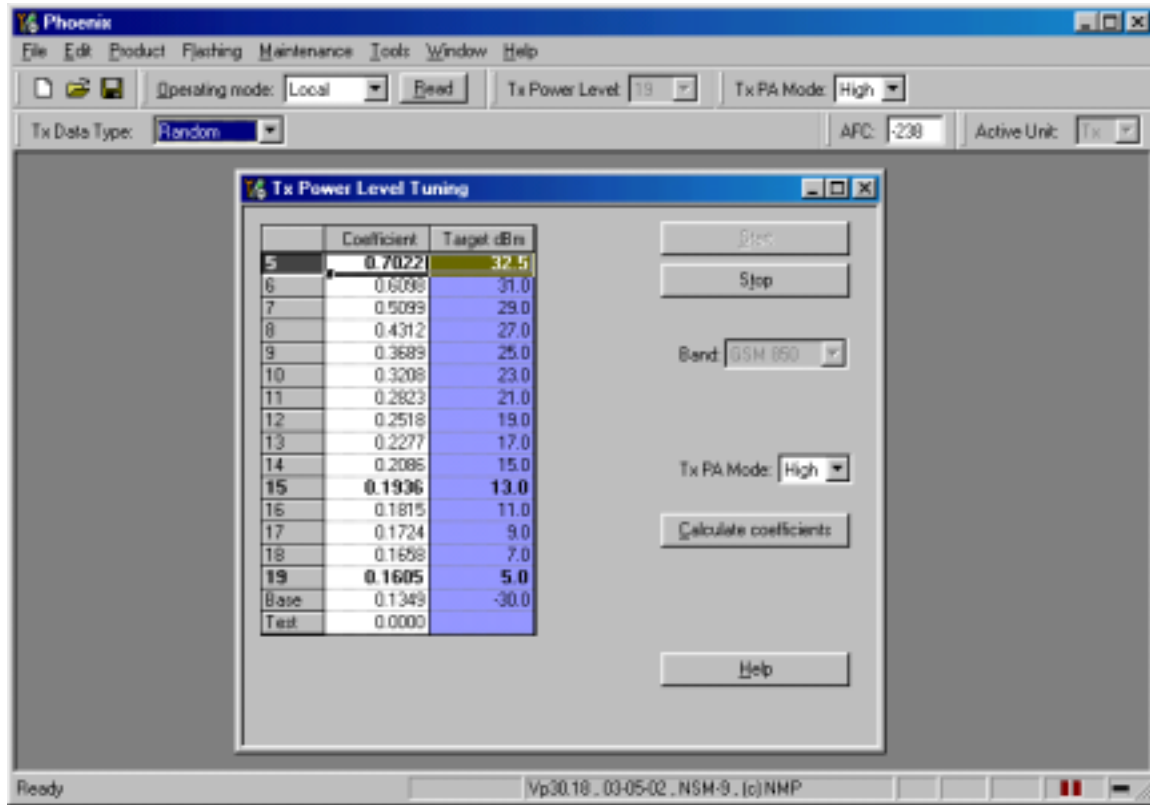 Phoenix
File Edit Product Flashing Maintenance Tools Window Help
Operating mode: Local Read Tx Power Level: 19 Tx PA Mode: High
Tx Data Type: Random AFC: -238 Active Unit: Tx
Tx Power Level Tuning
Coefficient Target dBm
5 0.7022 32.5
6 0.6098 31.0
7 0.5099 29.0
8 0.4312 27.0
9 0.3689 25.0
10 0.3208 23.0
11 0.2823 21.0
12 0.2518 19.0
13 0.2277 17.0
14 0.2086 15.0
15 0.1936 13.0
16 0.1815 11.0
17 0.1724 9.0
18 0.1658 7.0
19 0.1605 5.0
Base 0.1349 -30.0
Test 0.0000
Start
Stop
Band: GSM 850
Tx PA Mode: High
Calculate coefficients
Help
Ready Vp30.18 , 03-05-02 , NSM-9 , (c) NMP